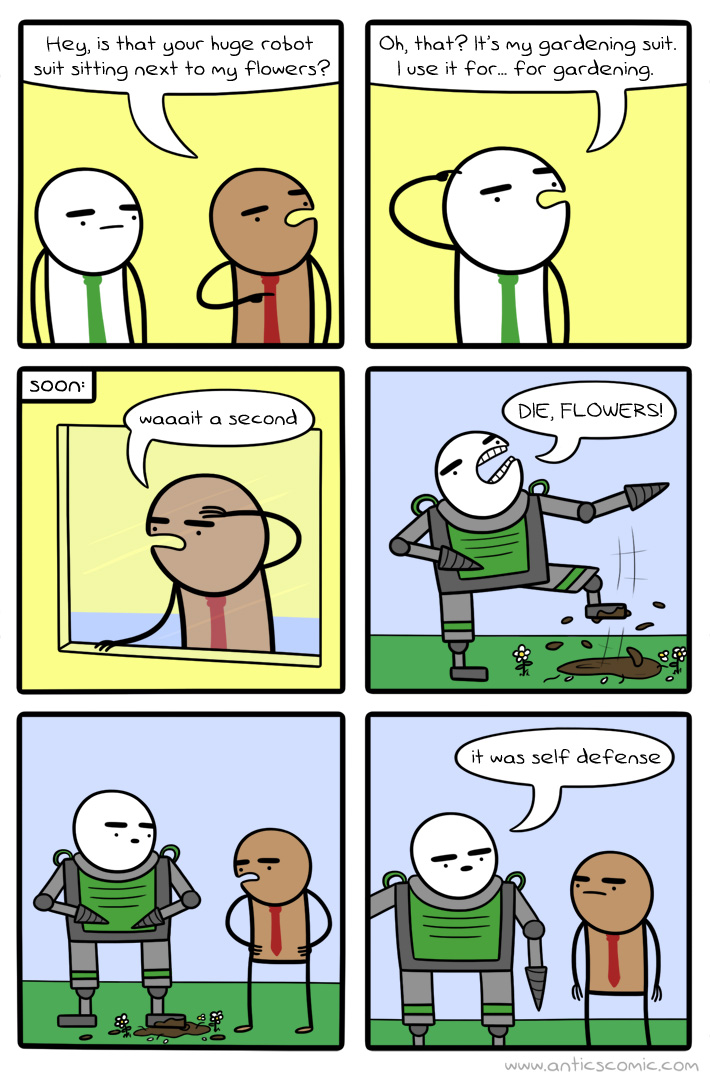 Hey, is that your huge robot
suit sitting next to my flowers?
Oh, that? It's my gardening suit.
I use it for... for gardening.
soon:
waaait a second
DIE, FLOWERS!
it was self defense
www.anticscomic.com